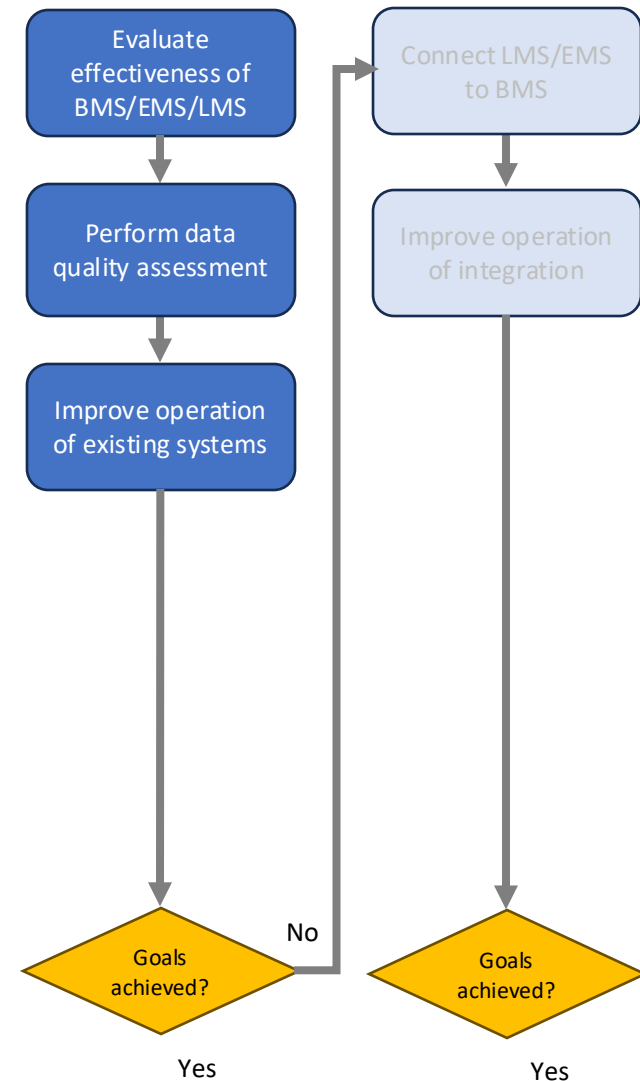 Evaluate
effectiveness of
BMS/EMS/LMS
Perform data
quality assessment
Improve operation
of existing systems
Goals
achieved?
No
Yes
Connect LMS/EMS
to BMS
Improve operation
of integration
Goals
achieved?
Yes